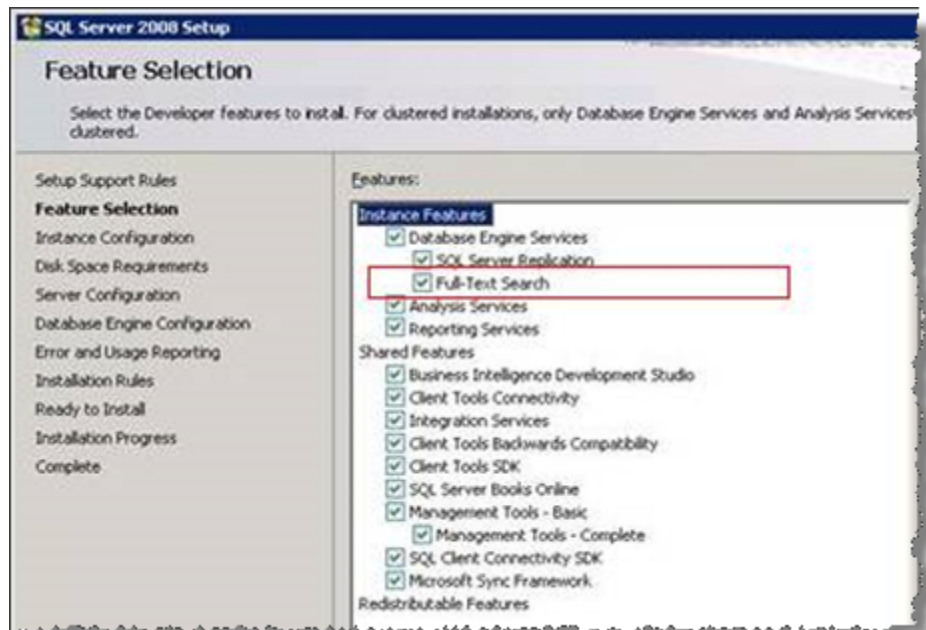 SQL Server 2008 Setup
Feature Selection
Select the Developer features to install. For clustered installations, only Database Engine Services and Analysis Services
clustered.
Setup Support Rules
Feature Selection
Instance Configuration
Disk Space Requirements
Server Configuration
Database Engine Configuration
Error and Usage Reporting
Installation Rules
Ready to Install
Installation Progress
Complete
Features:
Instance Features
Database Engine Services
SQL Server Replication
Full-Text Search
Analysis Services
Reporting Services
Shared Features
Business Intelligence Development Studio
Client Tools Connectivity
Integration Services
Client Tools Backwards Compatibility
Client Tools SDK
SQL Server Books Online
Management Tools - Basic
Management Tools - Complete
SQL Client Connectivity SDK
Microsoft Sync Framework
Redistributable Features